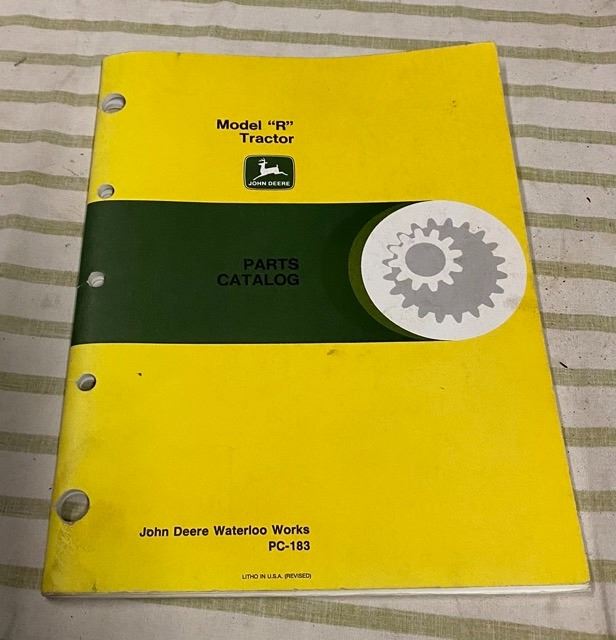 Model “R”
Tractor
JOHN DEERE
PARTS
CATALOG
John Deere Waterloo Works
PC-183
LITHO IN U.S.A. (REVISED)